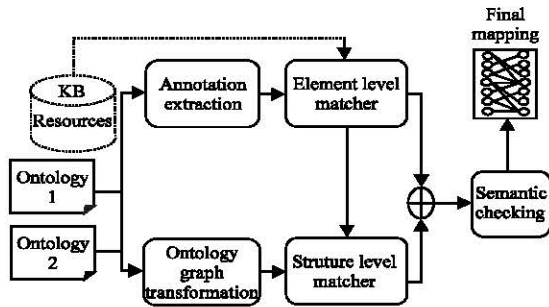 Final
mapping
KB
Resources
Annotation
extraction
Element level
matcher
Ontology
1
Ontology
2
Ontology
graph
transformation
Struture level
matcher
Semantic
checking